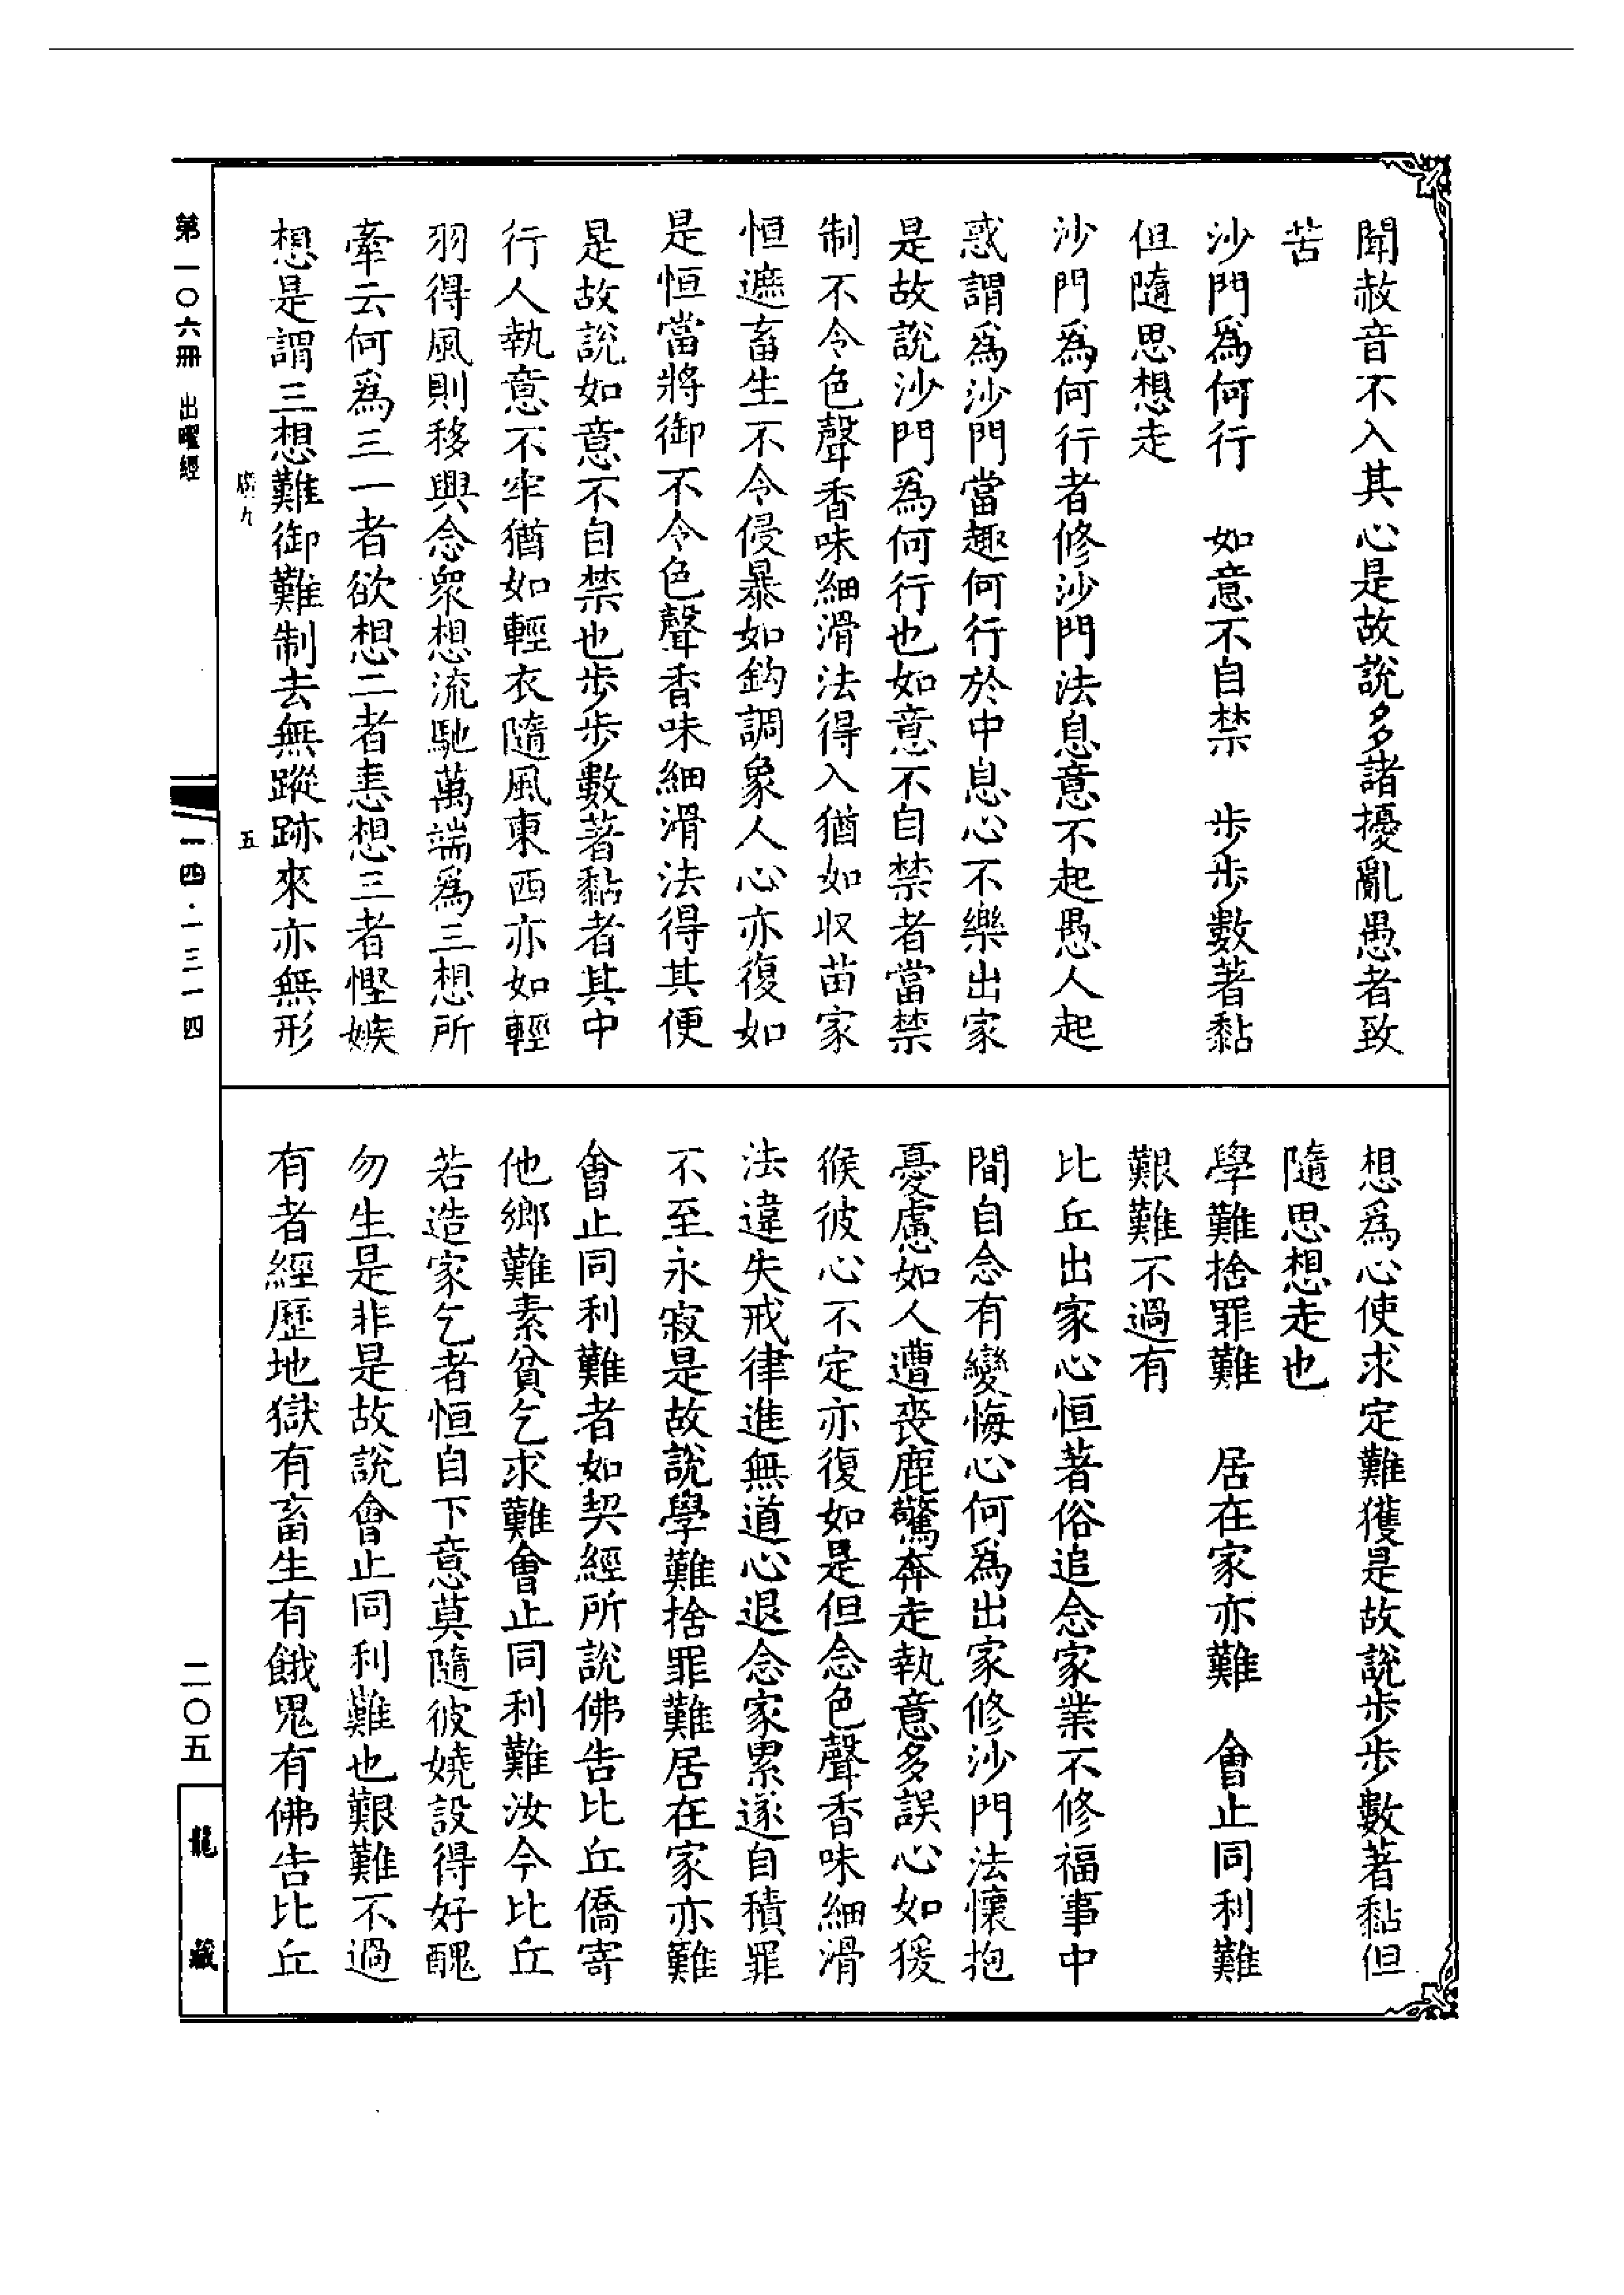 聞赦音不入其心是故說多諸擾亂愚者致
苦
沙門爲何行　如意不自禁　步步數著黏
但隨思想走
沙門爲何行者修沙門法息意不起愚人起
惑謂爲沙門當趣何行於中息心不樂出家
是故說沙門爲何行也如意不自禁者當禁
制不令色聲香味細滑法得入猶如収苗家
恒遮畜生不令侵暴如鈎調象人心亦復如
是恒當將御不令色聲香味細滑法得其便
是故說如意不自禁也步步數著黏者其中
行人執意不牢猶如輕衣隨風東西亦如輕
羽得風則移興念衆想流馳萬端爲三想所
牽云何爲三一者欲想二者恚想三者慳嫉
想是謂三想難御難制去無蹤跡來亦無形
想爲心使求定難獲是故說步步數著黏但
隨思想走也
學難捨罪難　居在家亦難　會止同利難
艱難不過有
比丘出家心恒著俗追念家業不修福事中
間自念有變悔心何爲出家修沙門法懷抱
憂慮如人遭喪鹿驚奔走執意多誤心如猨
猴彼心不定亦復如是但念色聲香味細滑
法違失戒律進無道心退念家累遂自積罪
不至永寂是故說學難捨罪難居在家亦難
會止同利難者如契經所說佛告比丘僑寄
他鄉難素貧乞求難會止同利難汝今比丘
若造家乞者恒自下意莫隨彼嬈設得好醜
勿生是非是故說會止同利難也艱難不過
有者經歷地獄有畜生有餓鬼有佛告比丘
第一〇六冊　出曜經
五
一四·一三一四
二〇五
龍藏